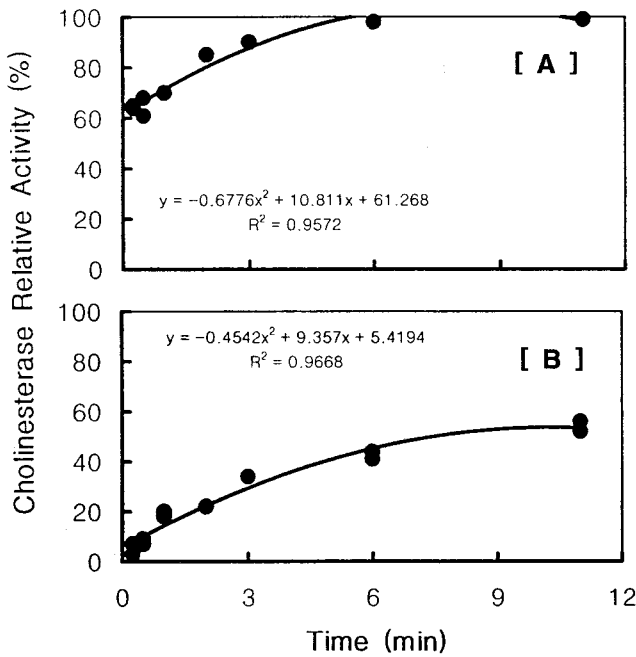 Cholinesterase Relative Activity (%)
100
80
60
40
20
0
[ A ]
y = −0.6776x² + 10.811x + 61.268
R² = 0.9572
100
80
60
40
20
0
y = −0.4542x² + 9.357x + 5.4194
R² = 0.9668
[ B ]
0 3 6 9 12
Time (min)